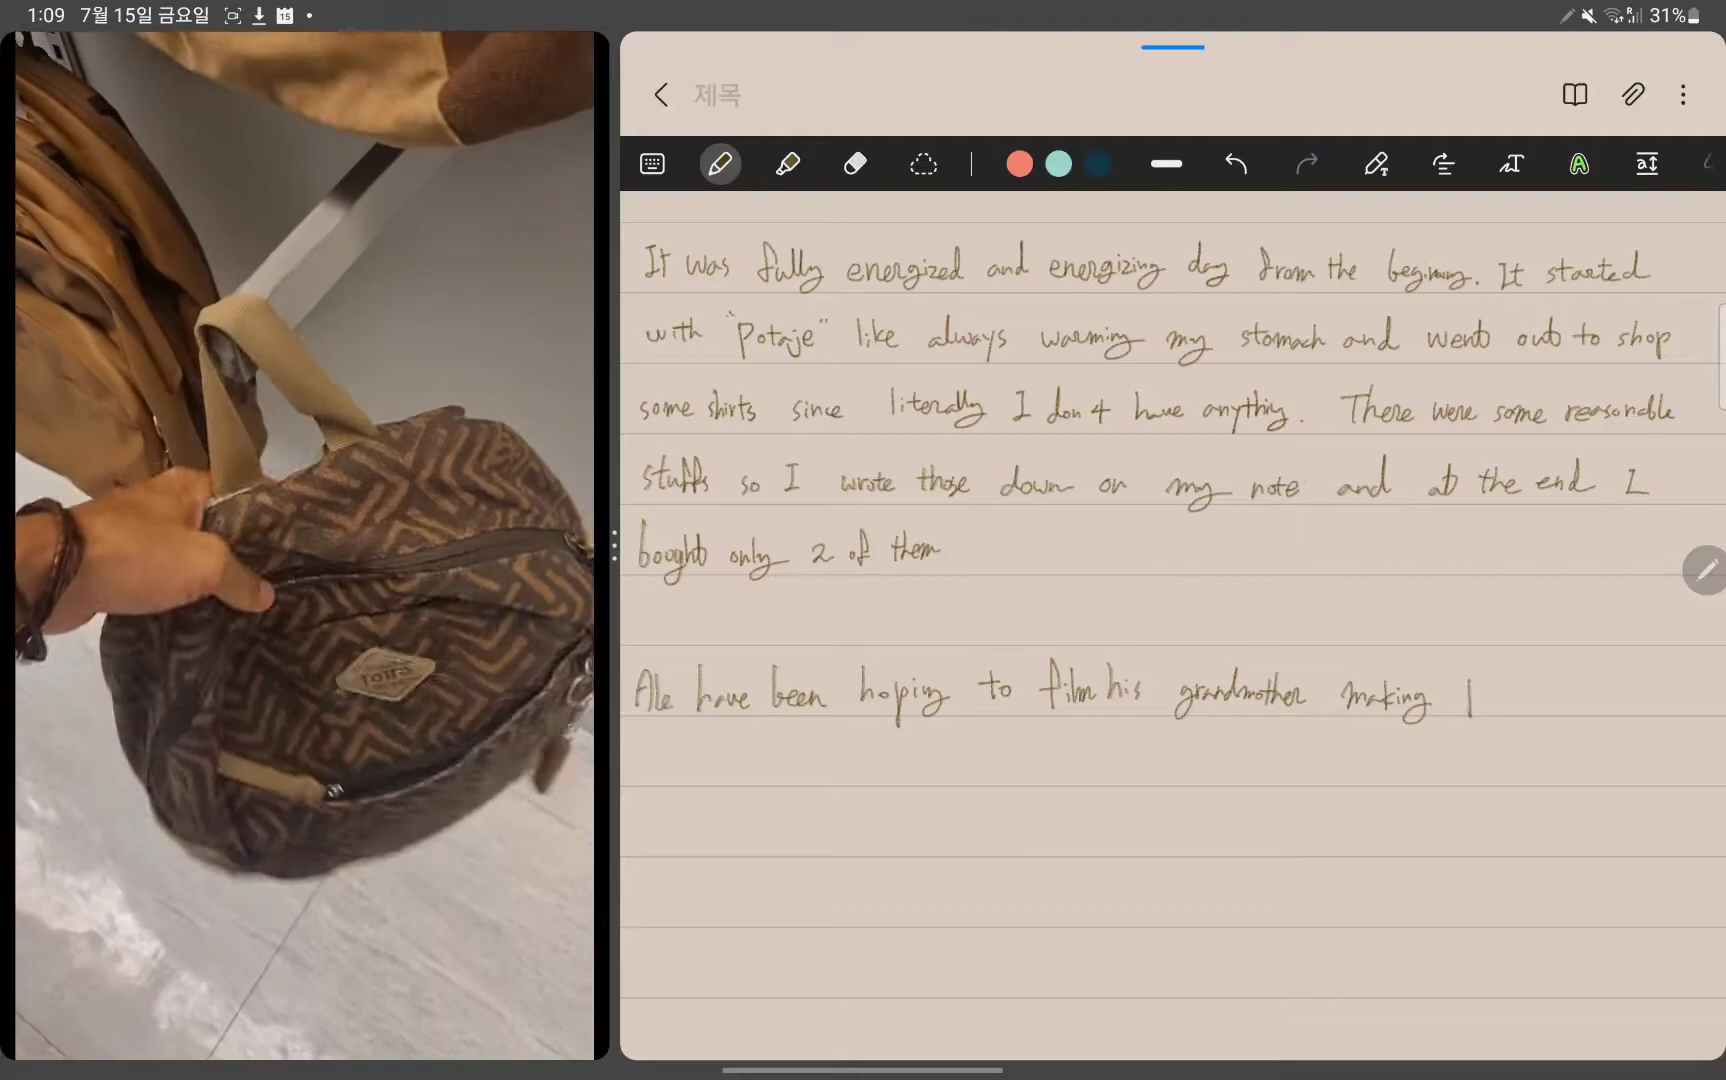 1:09 7월 15일 금요일 15
31%
제목
It was fully energized and energizing day from the beginning. It started
with "Potaje" like always warming my stomach and went out to shop
some shirts since literally I don't have anything. There were some reasonable
stuffs so I wrote those down on my note and at the end I
bought only 2 of them.
Ale have been hoping to film his grandmother making